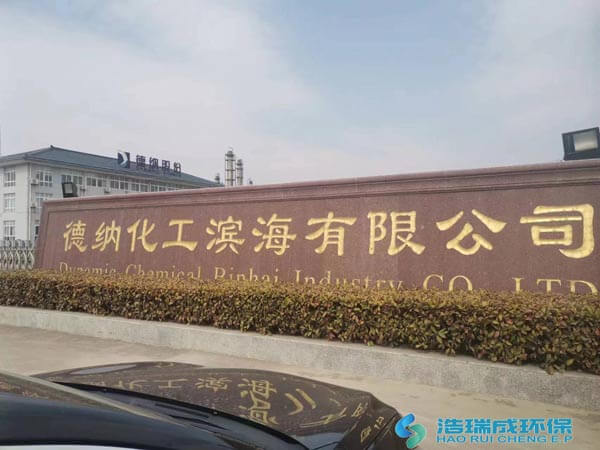 德纳化工滨海有限公司
Dynamic Chemical Binhai Industry CO., LTD
浩瑞成环保
HAO RUI CHENG E.P